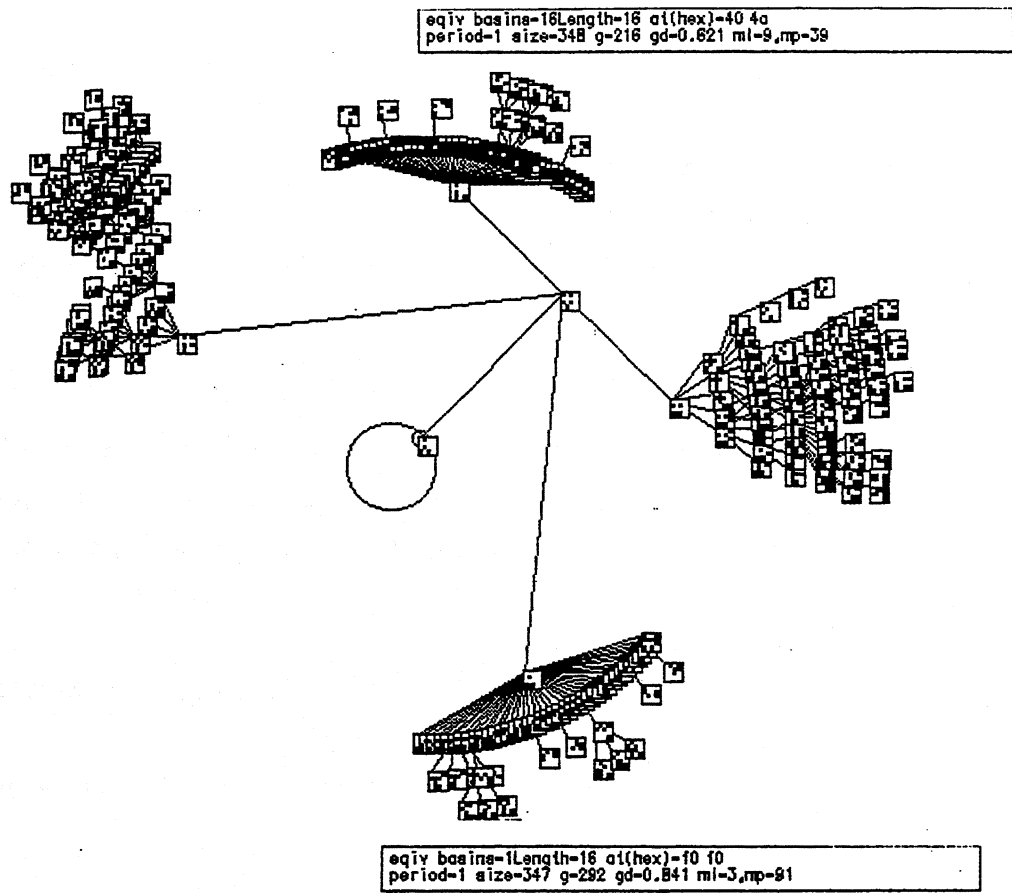 eqiv basins=16Length=16 at(hex)=40 4a
period=1 size=348 g=216 gd=0.621 ml=9,mp=39
eqiv basins=1Length=16 at(hex)=f0 f0
period=1 size=347 g=292 gd=0.841 ml=3,mp=91